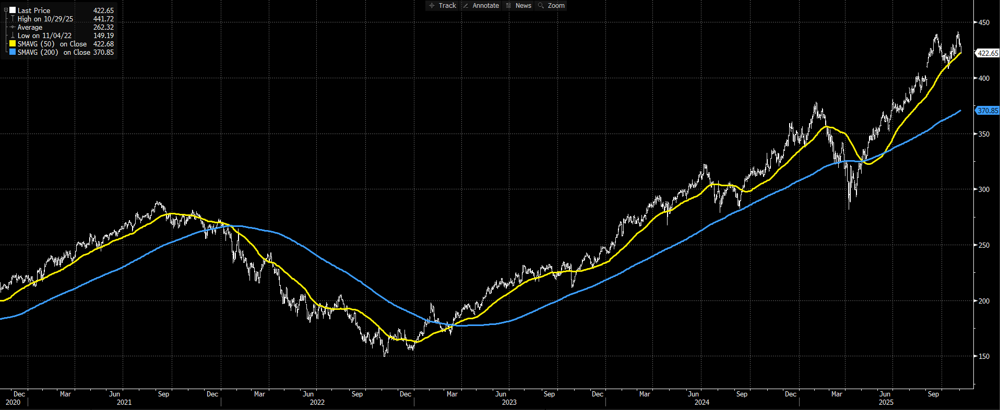 Track Annotate News Zoom
Last Price 422.65
High on 10/29/25 441.72
Average 262.32
Low on 11/04/22 149.19
SMAVG (50) on Close 422.68
SMAVG (200) on Close 370.85
450
422.65
400
370.85
350
300
250
200
150
Dec Mar Jun Sep Dec Mar Jun Sep Dec Mar Jun Sep Dec Mar Jun Sep Dec Mar Jun Sep
2020 2021 2022 2023 2024 2025